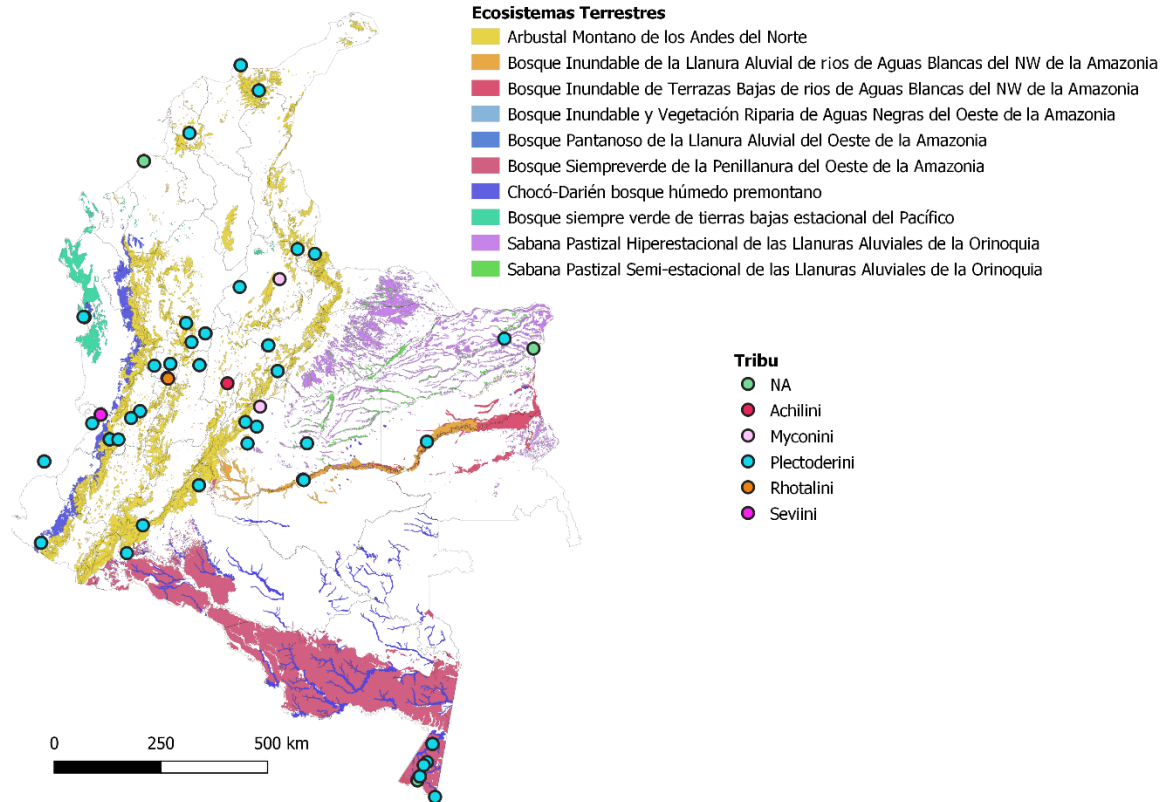 Ecosistemas Terrestres
Arbustal Montano de los Andes del Norte
Bosque Inundable de la Llanura Aluvial de rios de Aguas Blancas del NW de la Amazonia
Bosque Inundable de Terrazas Bajas de rios de Aguas Blancas del NW de la Amazonia
Bosque Inundable y Vegetación Riparia de Aguas Negras del Oeste de la Amazonia
Bosque Pantanoso de la Llanura Aluvial del Oeste de la Amazonia
Bosque Siempreverde de la Penillanura del Oeste de la Amazonia
Chocó-Darién bosque húmedo premontano
Bosque siempre verde de tierras bajas estacional del Pacífico
Sabana Pastizal Hiperestacional de las Llanuras Aluviales de la Orinoquia
Sabana Pastizal Semi-estacional de las Llanuras Aluviales de la Orinoquia
Tribu
NA
Achilini
Myconini
Plectoderini
Rhotalini
Seviini
0 250 500 km